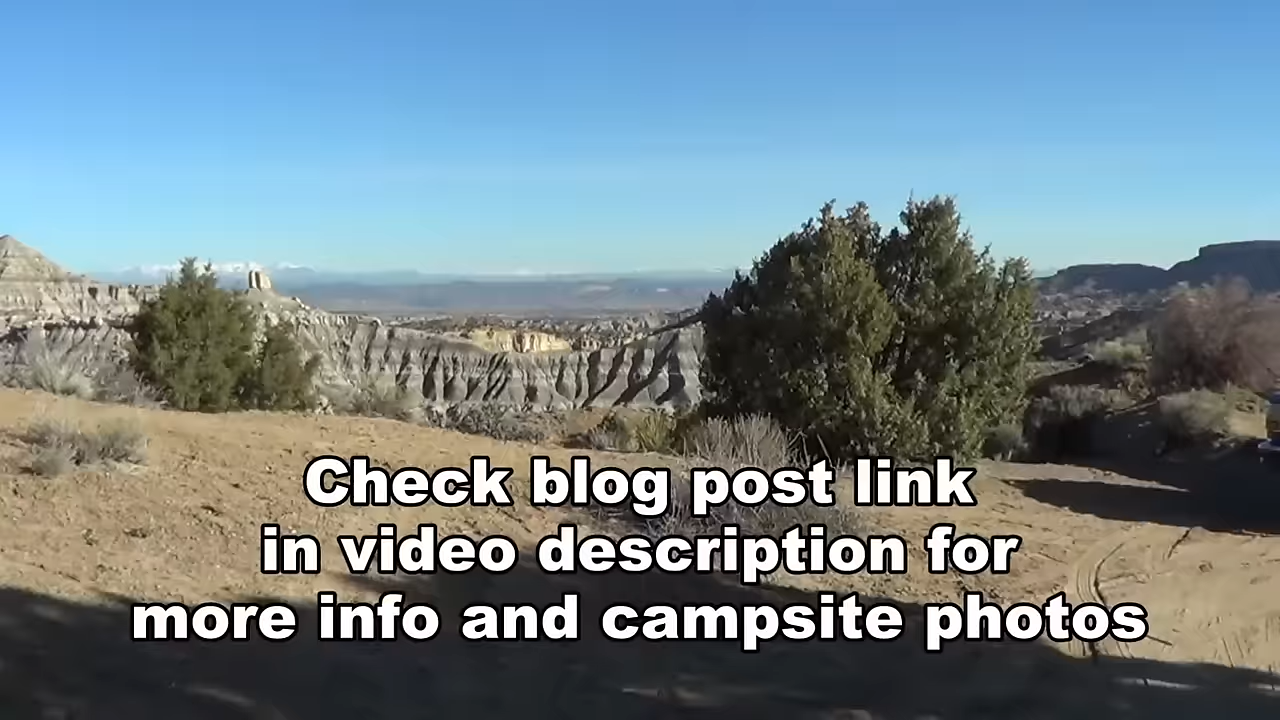 Check blog post link
in video description for
more info and campsite photos